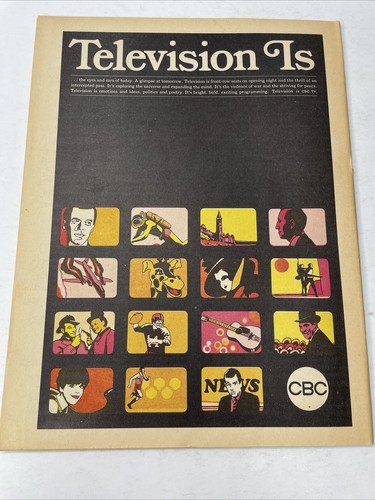 Television Is
. . . the eyes and ears of today. A glimpse at tomorrow. Television is front row seats on opening night and the thrill of an
intercepted pass. It's exploring the universe and expanding the mind. It's the violence of war and the striving for peace.
Television is emotions and ideas, politics and poetry. It's bright, bold, exciting programming. Television is CBC TV.
NEWS
CBC